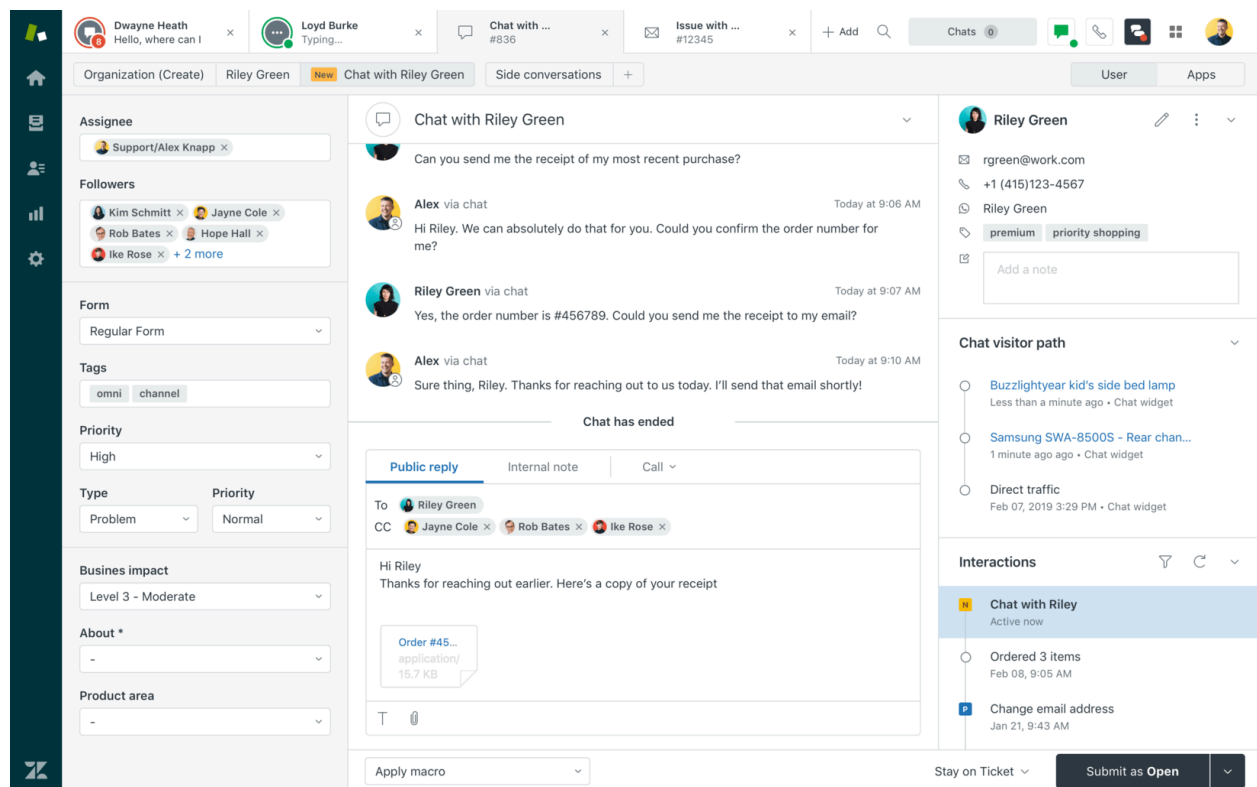 Dwayne Heath
Hello, where can I
8
Loyd Burke
Typing...
Chat with ...
#836
Issue with ...
#12345
+ Add
Chats 0
Organization (Create)
Riley Green
New Chat with Riley Green
Side conversations
+
User
Apps
Assignee
Support/Alex Knapp ×
Followers
Kim Schmitt × Jayne Cole ×
Rob Bates × Hope Hall ×
Ike Rose × + 2 more
Form
Regular Form
Tags
omni channel
Priority
High
Type Priority
Problem Normal
Busines impact
Level 3 - Moderate
About *
-
Product area
-
Chat with Riley Green
Can you send me the receipt of my most recent purchase?
Alex via chat Today at 9:06 AM
Hi Riley. We can absolutely do that for you. Could you confirm the order number for
me?
Riley Green via chat Today at 9:07 AM
Yes, the order number is #456789. Could you send me the receipt to my email?
Alex via chat Today at 9:10 AM
Sure thing, Riley. Thanks for reaching out to us today. I'll send that email shortly!
Chat has ended
Public reply Internal note Call
To Riley Green
CC Jayne Cole × Rob Bates × Ike Rose ×
Hi Riley
Thanks for reaching out earlier. Here's a copy of your receipt
Order #45...
application/
15.7 KB
T
Apply macro
Stay on Ticket
Submit as Open
Riley Green
rgreen@work.com
+1 (415)123-4567
Riley Green
premium priority shopping
Add a note
Chat visitor path
Buzzlightyear kid's side bed lamp
Less than a minute ago • Chat widget
Samsung SWA-8500S - Rear chan...
1 minute ago ago • Chat widget
Direct traffic
Feb 07, 2019 3:29 PM • Chat widget
Interactions
N Chat with Riley
Active now
Ordered 3 items
Feb 08, 9:05 AM
P Change email address
Jan 21, 9:43 AM